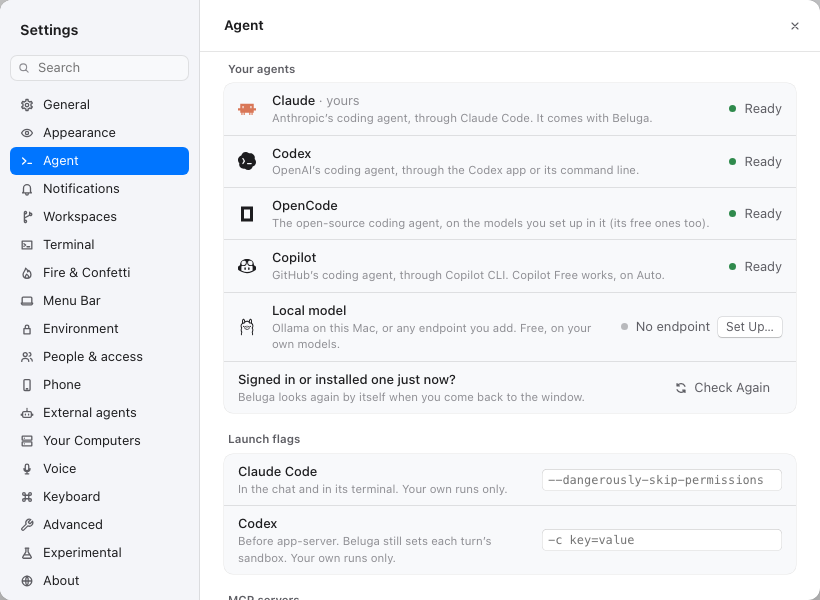 Settings
Search
General
Appearance
Agent
Notifications
Workspaces
Terminal
Fire & Confetti
Menu Bar
Environment
People & access
Phone
External agents
Your Computers
Voice
Keyboard
Advanced
Experimental
About
Agent
Your agents
Claude · yours
Anthropic's coding agent, through Claude Code. It comes with Beluga.
Ready
Codex
OpenAI's coding agent, through the Codex app or its command line.
Ready
OpenCode
The open-source coding agent, on the models you set up in it (its free ones too).
Ready
Copilot
GitHub's coding agent, through Copilot CLI. Copilot Free works, on Auto.
Ready
Local model
Ollama on this Mac, or any endpoint you add. Free, on your
own models.
No endpoint
Set Up...
Signed in or installed one just now?
Beluga looks again by itself when you come back to the window.
Check Again
Launch flags
Claude Code
In the chat and in its terminal. Your own runs only.
--dangerously-skip-permissions
Codex
Before app-server. Beluga still sets each turn's
sandbox. Your own runs only.
-c key=value
MCP servers